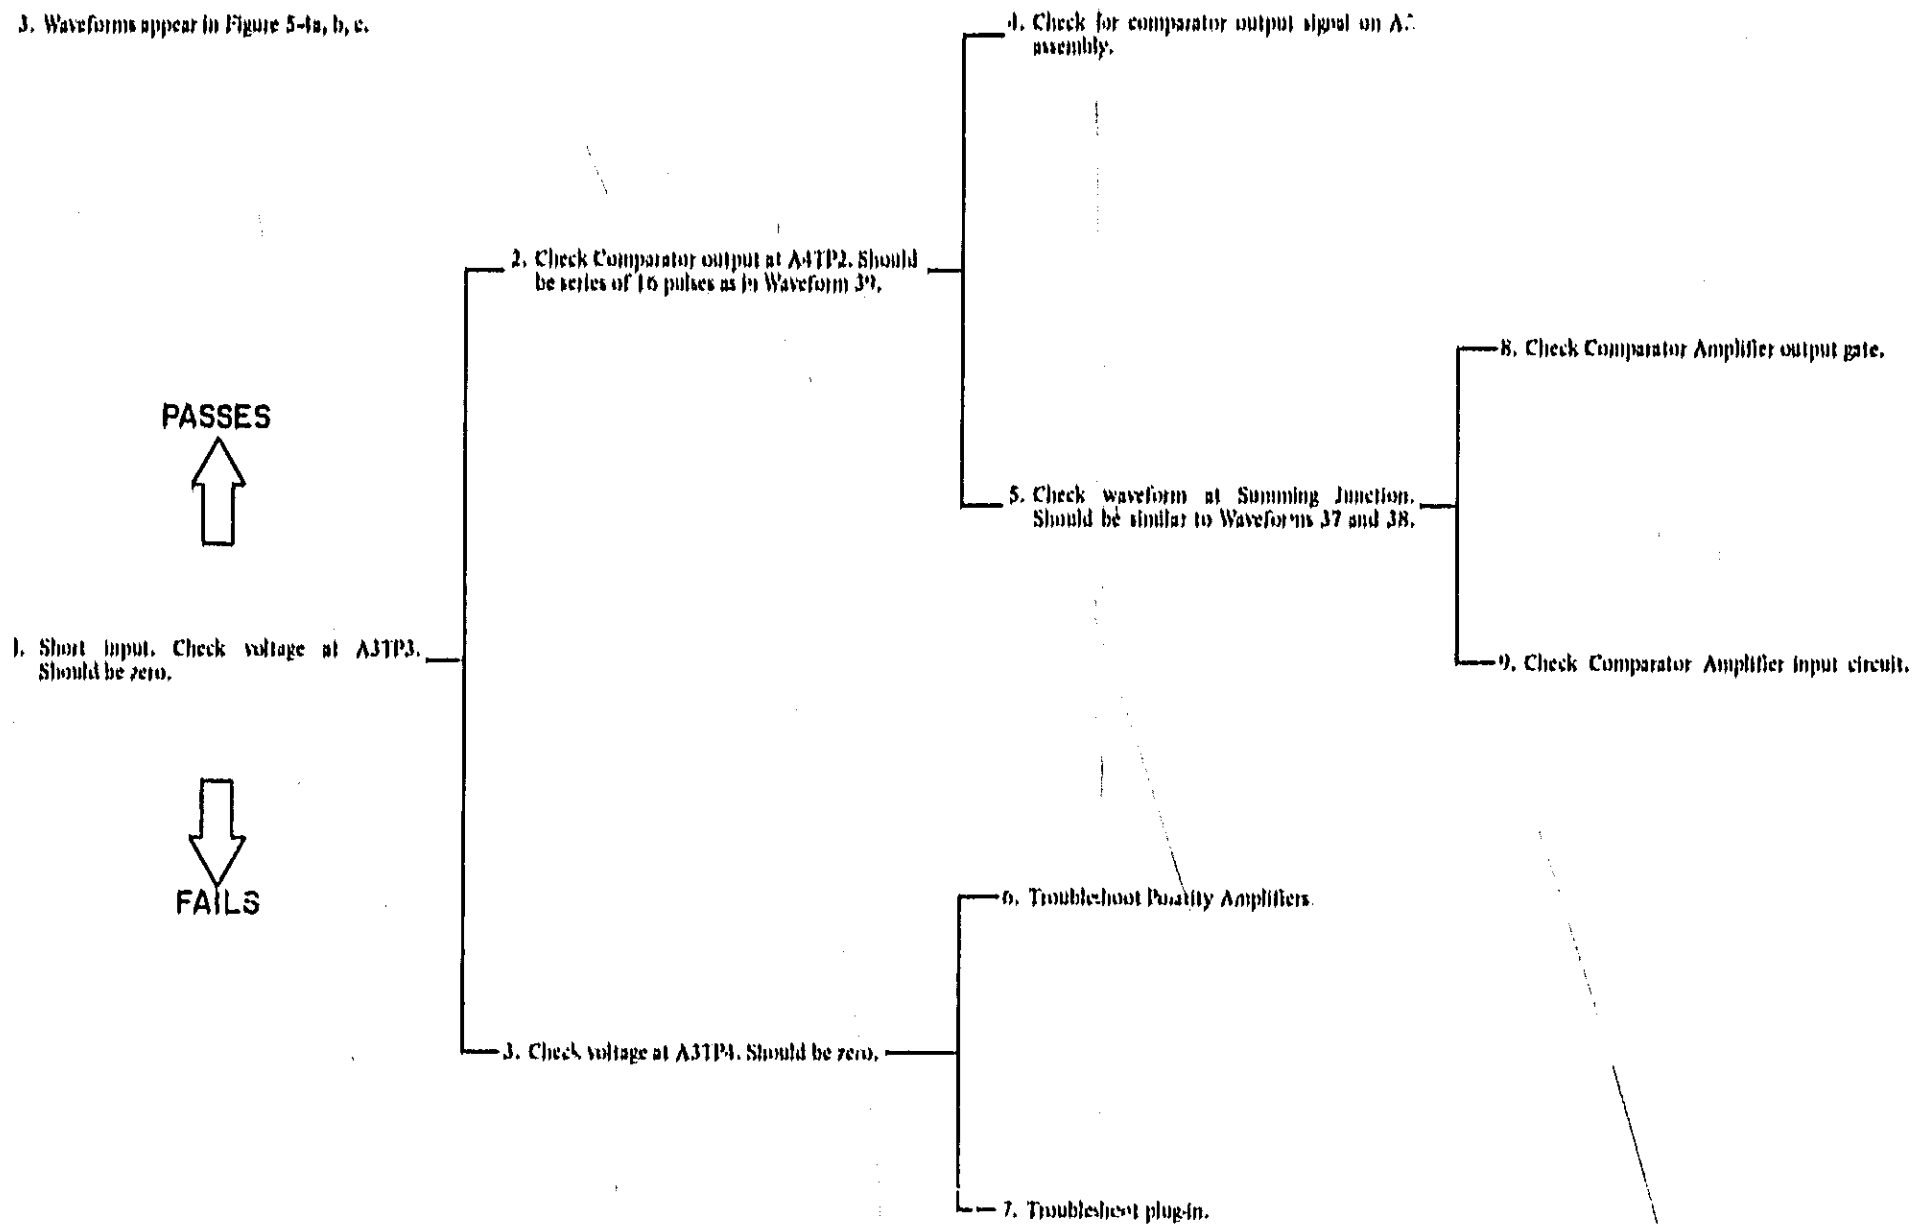 3. Waveforms appear in Figure 5-4a, b, c.
4. Check for comparator output signal on
assembly.
2. Check Comparator output at A4TP2. Should
be series of 16 pulses as in Waveform 39.
8. Check Comparator Amplifier output gate.
PASSES
5. Check waveform at Summing Junction.
Should be similar to Waveforms 37 and 38.
1. Short input. Check voltage at A3TP3.
Should be zero.
9. Check Comparator Amplifier input circuit.
FAILS
6. Troubleshoot Polarity Amplifiers.
3. Check voltage at A3TP4. Should be zero.
7. Troubleshoot plug-in.